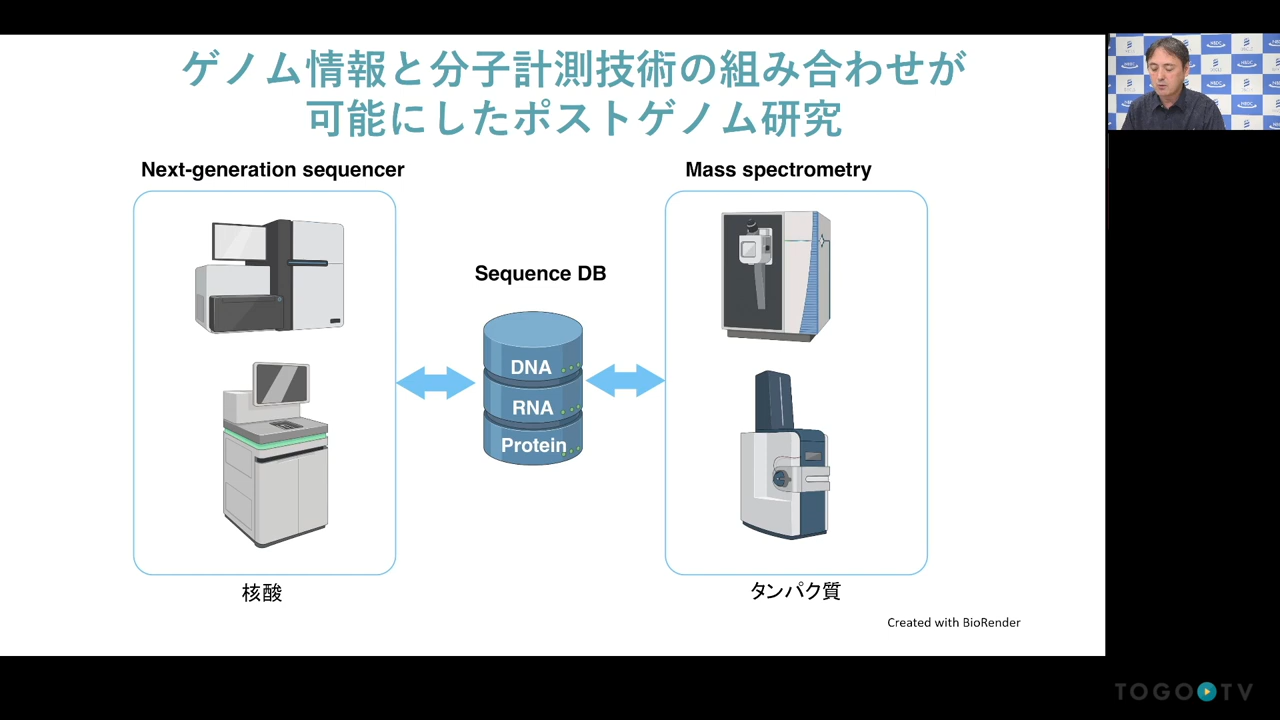 ゲノム情報と分子計測技術の組み合わせが
可能にしたポストゲノム研究
Next-generation sequencer
Mass spectrometry
Sequence DB
DNA
RNA
Protein
核酸
タンパク質
Created with BioRender
TOGO TV